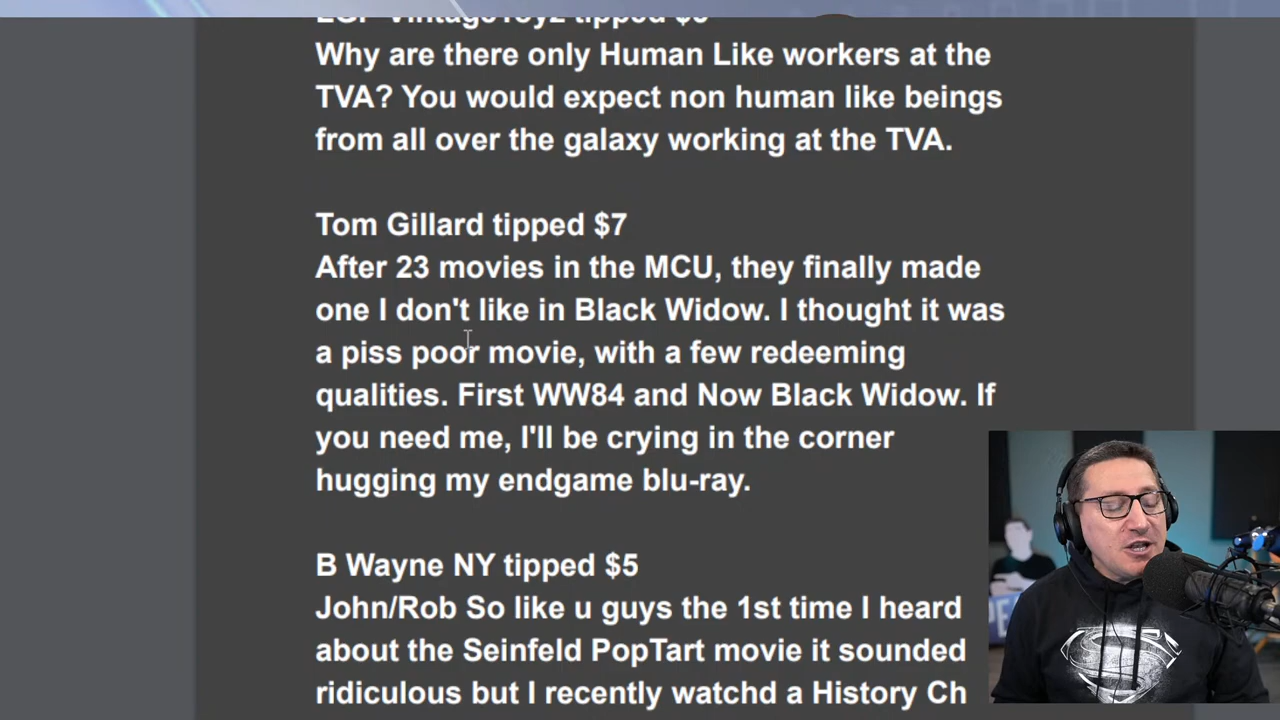 tipped
Why are there only Human Like workers at the
TVA? You would expect non human like beings
from all over the galaxy working at the TVA.
Tom Gillard tipped $7
After 23 movies in the MCU, they finally made
one I don't like in Black Widow. I thought it was
a piss poor movie, with a few redeeming
qualities. First WW84 and Now Black Widow. If
you need me, I'll be crying in the corner
hugging my endgame blu-ray.
B Wayne NY tipped $5
John/Rob So like u guys the 1st time I heard
about the Seinfeld PopTart movie it sounded
ridiculous but I recently watchd a History Ch